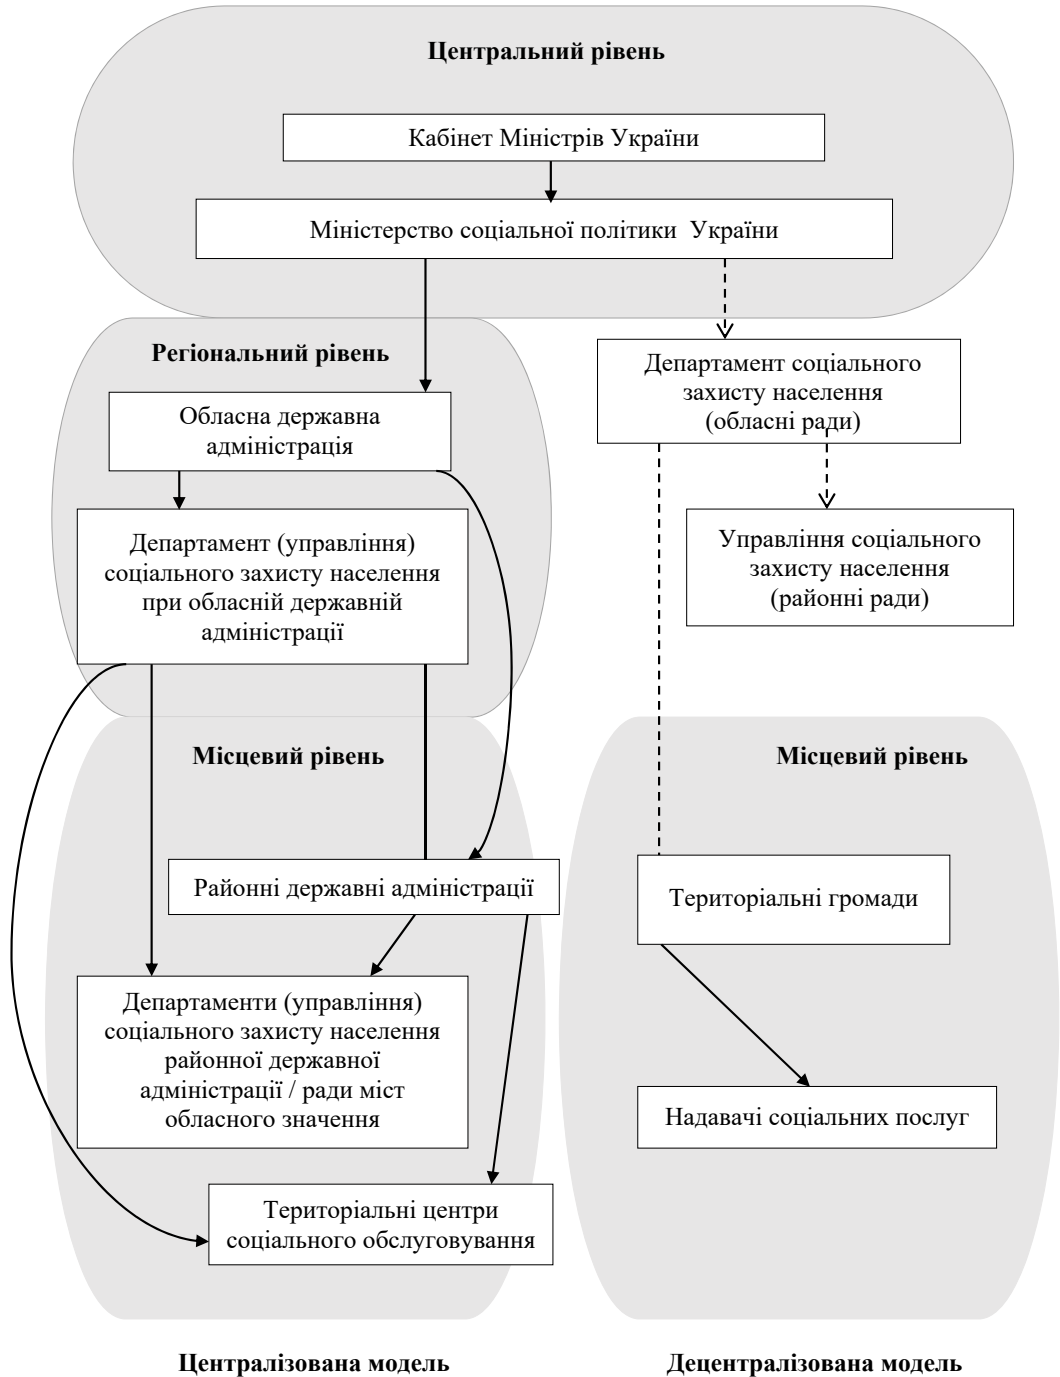 Центральний рівень
Кабінет Міністрів України
Міністерство соціальної політики  України
Регіональний рівень
Обласна державна
адміністрація
Департамент (управління)
соціального захисту населення
при обласній державній
адміністрації
Департамент соціального
захисту населення
(обласні ради)
Управління соціального
захисту населення
(районні ради)
Місцевий рівень
Районні державні адміністрації
Департаменти (управління)
соціального захисту населення
районної державної
адміністрації / ради міст
обласного значення
Територіальні центри
соціального обслуговування
Місцевий рівень
Територіальні громади
Надавачі соціальних послуг
Централізована модель
Децентралізована модель